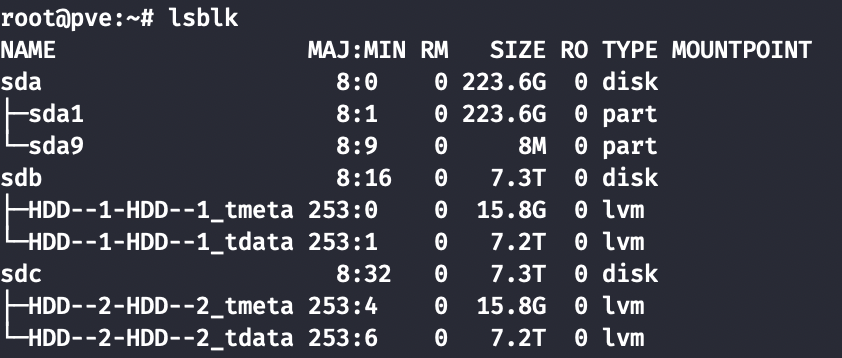 root@pve:~# lsblk
NAME                  MAJ:MIN RM   SIZE RO TYPE MOUNTPOINT
sda                     8:0    0 223.6G  0 disk
├─sda1                  8:1    0 223.6G  0 part
└─sda9                  8:9    0     8M  0 part
sdb                     8:16   0   7.3T  0 disk
├─HDD--1-HDD--1_tmeta 253:0    0  15.8G  0 lvm
└─HDD--1-HDD--1_tdata 253:1    0   7.2T  0 lvm
sdc                     8:32   0   7.3T  0 disk
├─HDD--2-HDD--2_tmeta 253:4    0  15.8G  0 lvm
└─HDD--2-HDD--2_tdata 253:6    0   7.2T  0 lvm